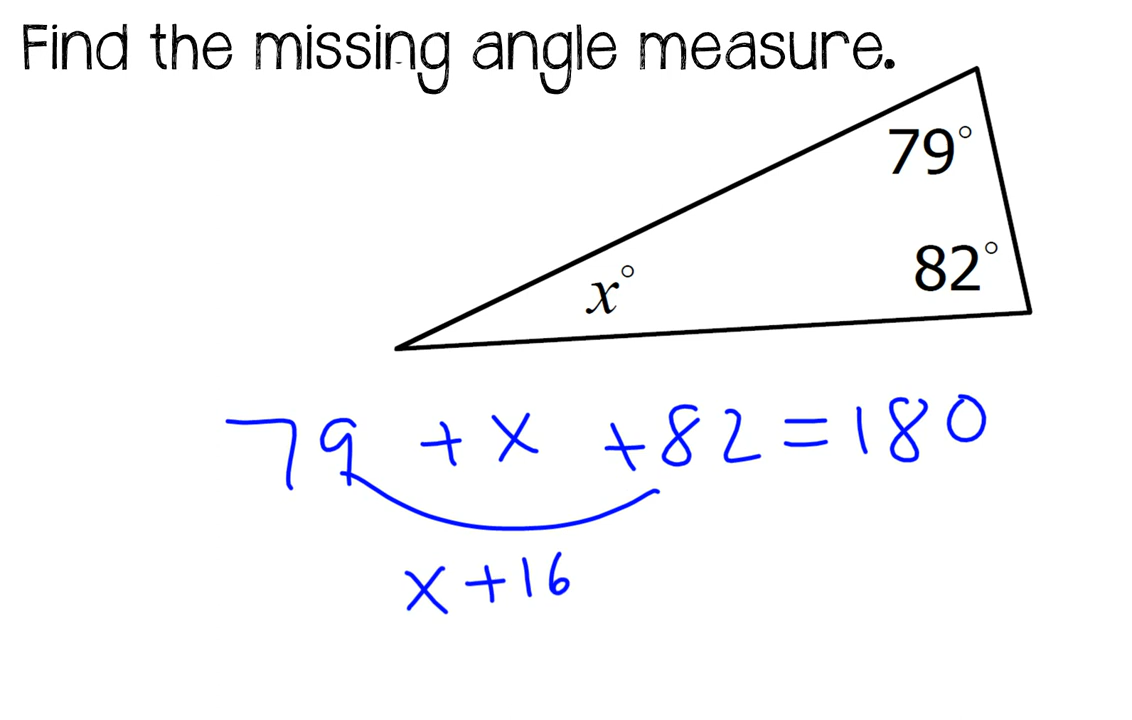 Find the missing angle measure.
79°
82°
x°
79 + x + 82 = 180
x + 16